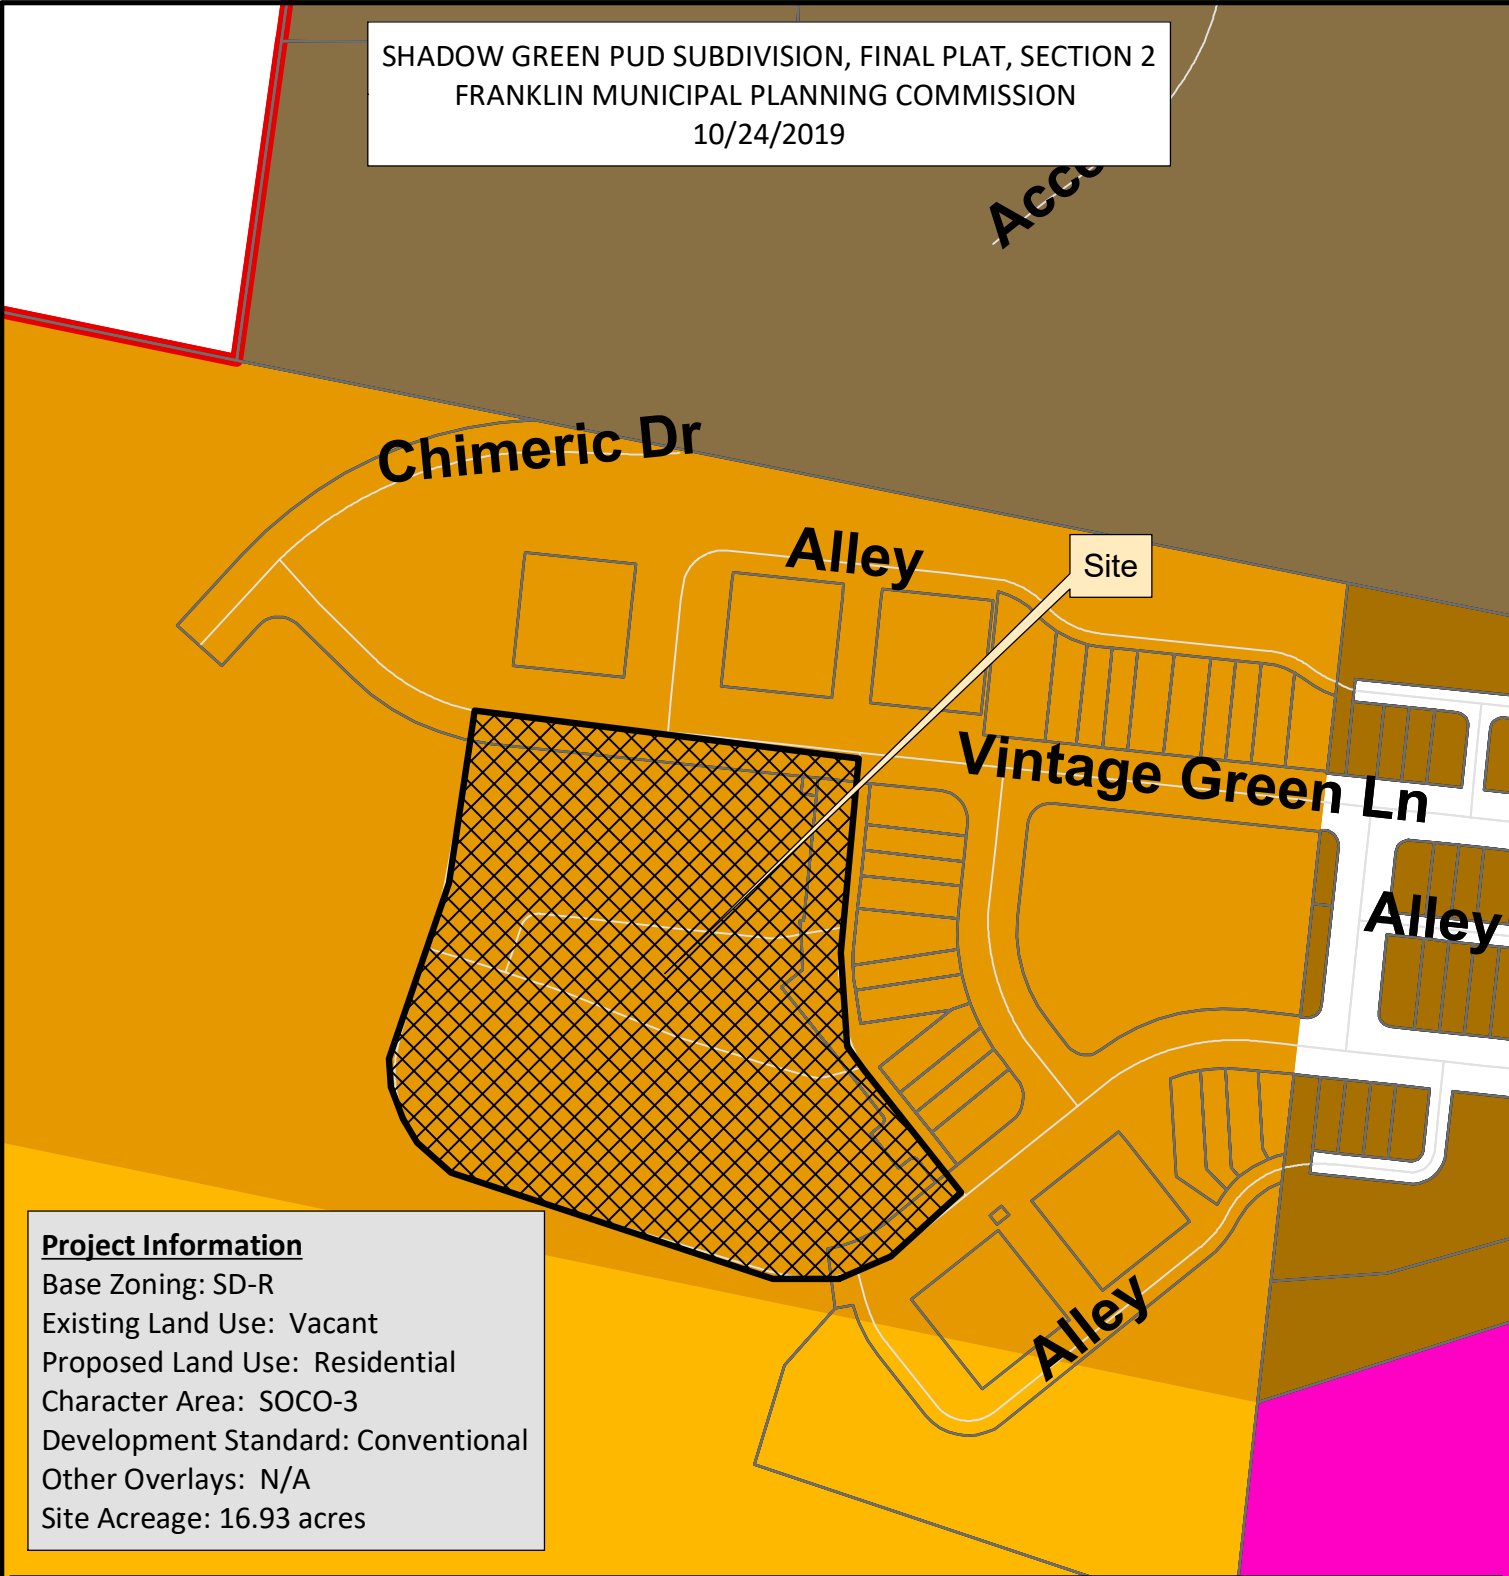 SHADOW GREEN PUD SUBDIVISION, FINAL PLAT, SECTION 2
FRANKLIN MUNICIPAL PLANNING COMMISSION
10/24/2019
Chimeric Dr
Alley
Site
Vintage Green Ln
Alley
Alley
Project Information
Base Zoning: SD-R
Existing Land Use: Vacant
Proposed Land Use: Residential
Character Area: SOCO-3
Development Standard: Conventional
Other Overlays: N/A
Site Acreage: 16.93 acres